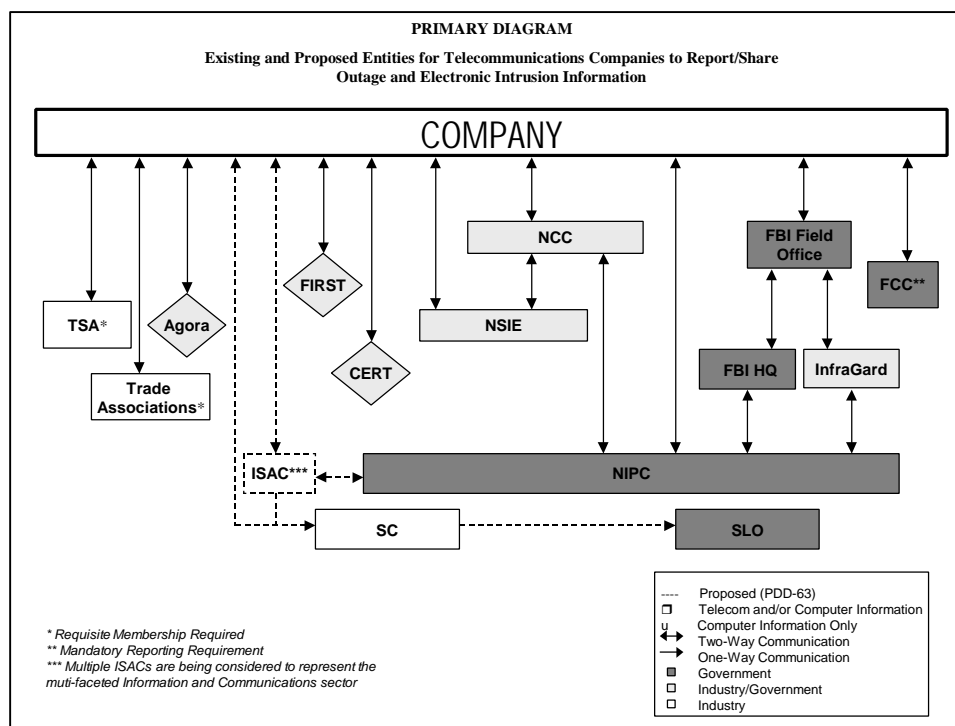 PRIMARY DIAGRAM
Existing and Proposed Entities for Telecommunications Companies to Report/Share
Outage and Electronic Intrusion Information
COMPANY
NCC
FBI Field
Office
FIRST
FCC**
TSA*
Agora
NSIE
CERT
FBI HQ
InfraGard
Trade
Associations*
ISAC***
NIPC
SC
SLO
---- Proposed (PDD-63)
Telecom and/or Computer Information
u Computer Information Only
Two-Way Communication
One-Way Communication
Government
Industry/Government
Industry
* Requisite Membership Required
** Mandatory Reporting Requirement
*** Multiple ISACs are being considered to represent the
muti-faceted Information and Communications sector